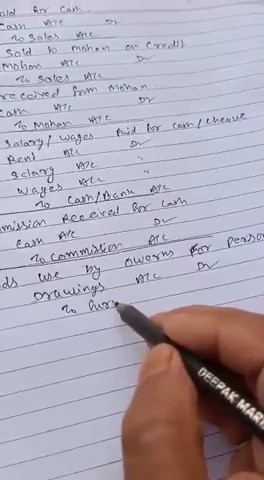 old for cash.
Cash A/c Dr
To Sales A/c
Sold to Mohan on Credit
Mohan A/c Dr
To Sales A/c
received from Mohan.
Cash A/c Dr
To Mohan A/c
Salary/Wages Paid for cash/cheque
Rent A/c Dr
Salary A/c "
Wages A/c "
To Cash/Bank A/c
mmission Received for Cash
Cash A/c Dr
To Commission A/c
ds use by owerns for person
Drawings A/c Dr
To
DEEPAK MAR